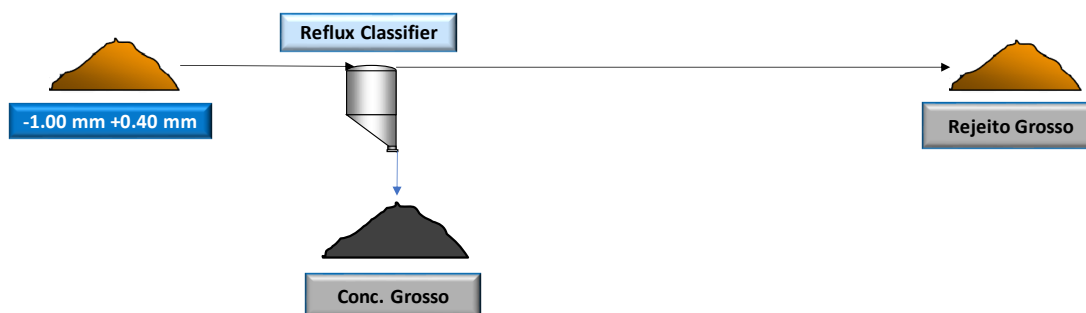 Reflux Classifier
-1.00 mm +0.40 mm
Rejeito Grosso
Conc. Grosso